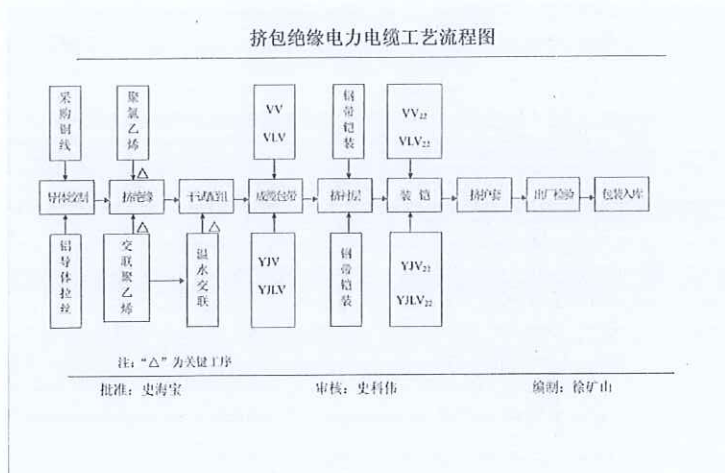 挤包绝缘电力电缆工艺流程图
采购铜线
聚氯乙烯
VV
VLV
钢带铠装
VV22
VLV22
导体绞制
挤绝缘
干试配组
成缆包带
挤衬层
装铠
挤护套
出厂检验
包装入库
铝导体拉丝
交联聚乙烯
温水交联
YJV
YJLV
钢带铠装
YJV22
YJLV22
△
△
△
注:“△”为关键工序
批准:史海宝
审核:史科伟
编制:徐矿山